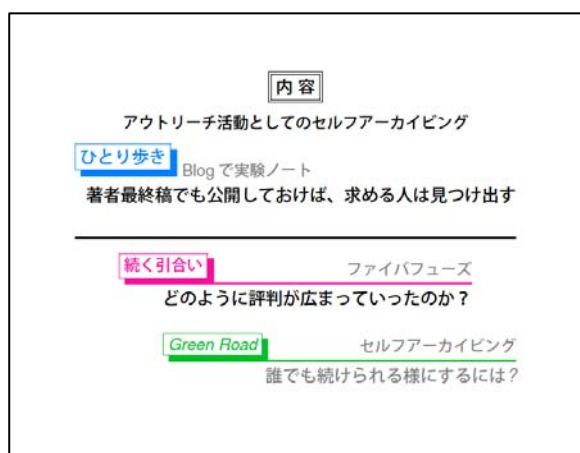 内容
アウトリーチ活動としてのセルフアーカイビング
ひとり歩き
Blogで実験ノート
著者最終稿でも公開しておけば、求める人は見つけ出す
続く引合い
ファイバフューズ
どのように評判が広まっていったのか？
Green Road
セルフアーカイビング
誰でも続けられる様にするには？